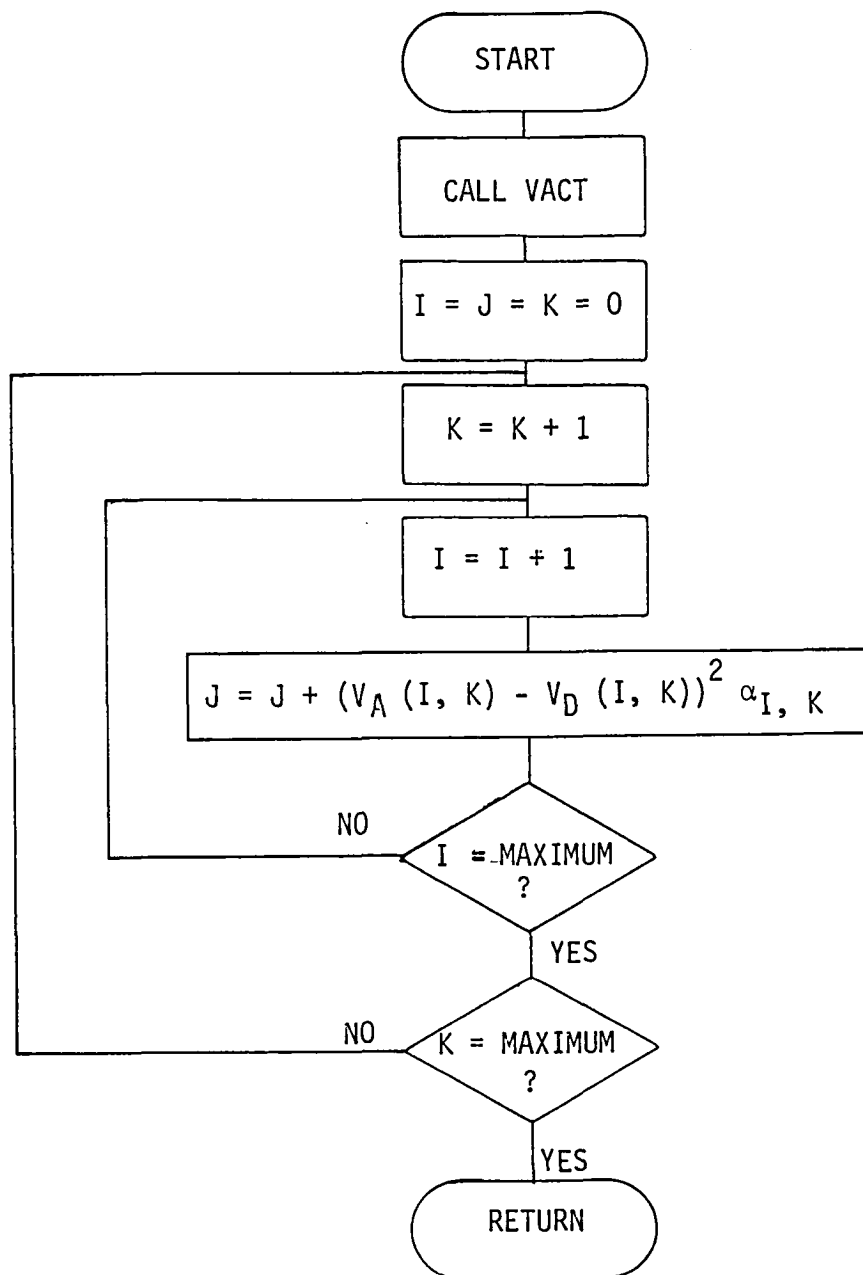 START
CALL VACT
I = J = K = 0
K = K + 1
I = I + 1
J = J + (V_A (I, K) - V_D (I, K))^2 α_I, K
NO
I = MAXIMUM
?
YES
NO
K = MAXIMUM
?
YES
RETURN